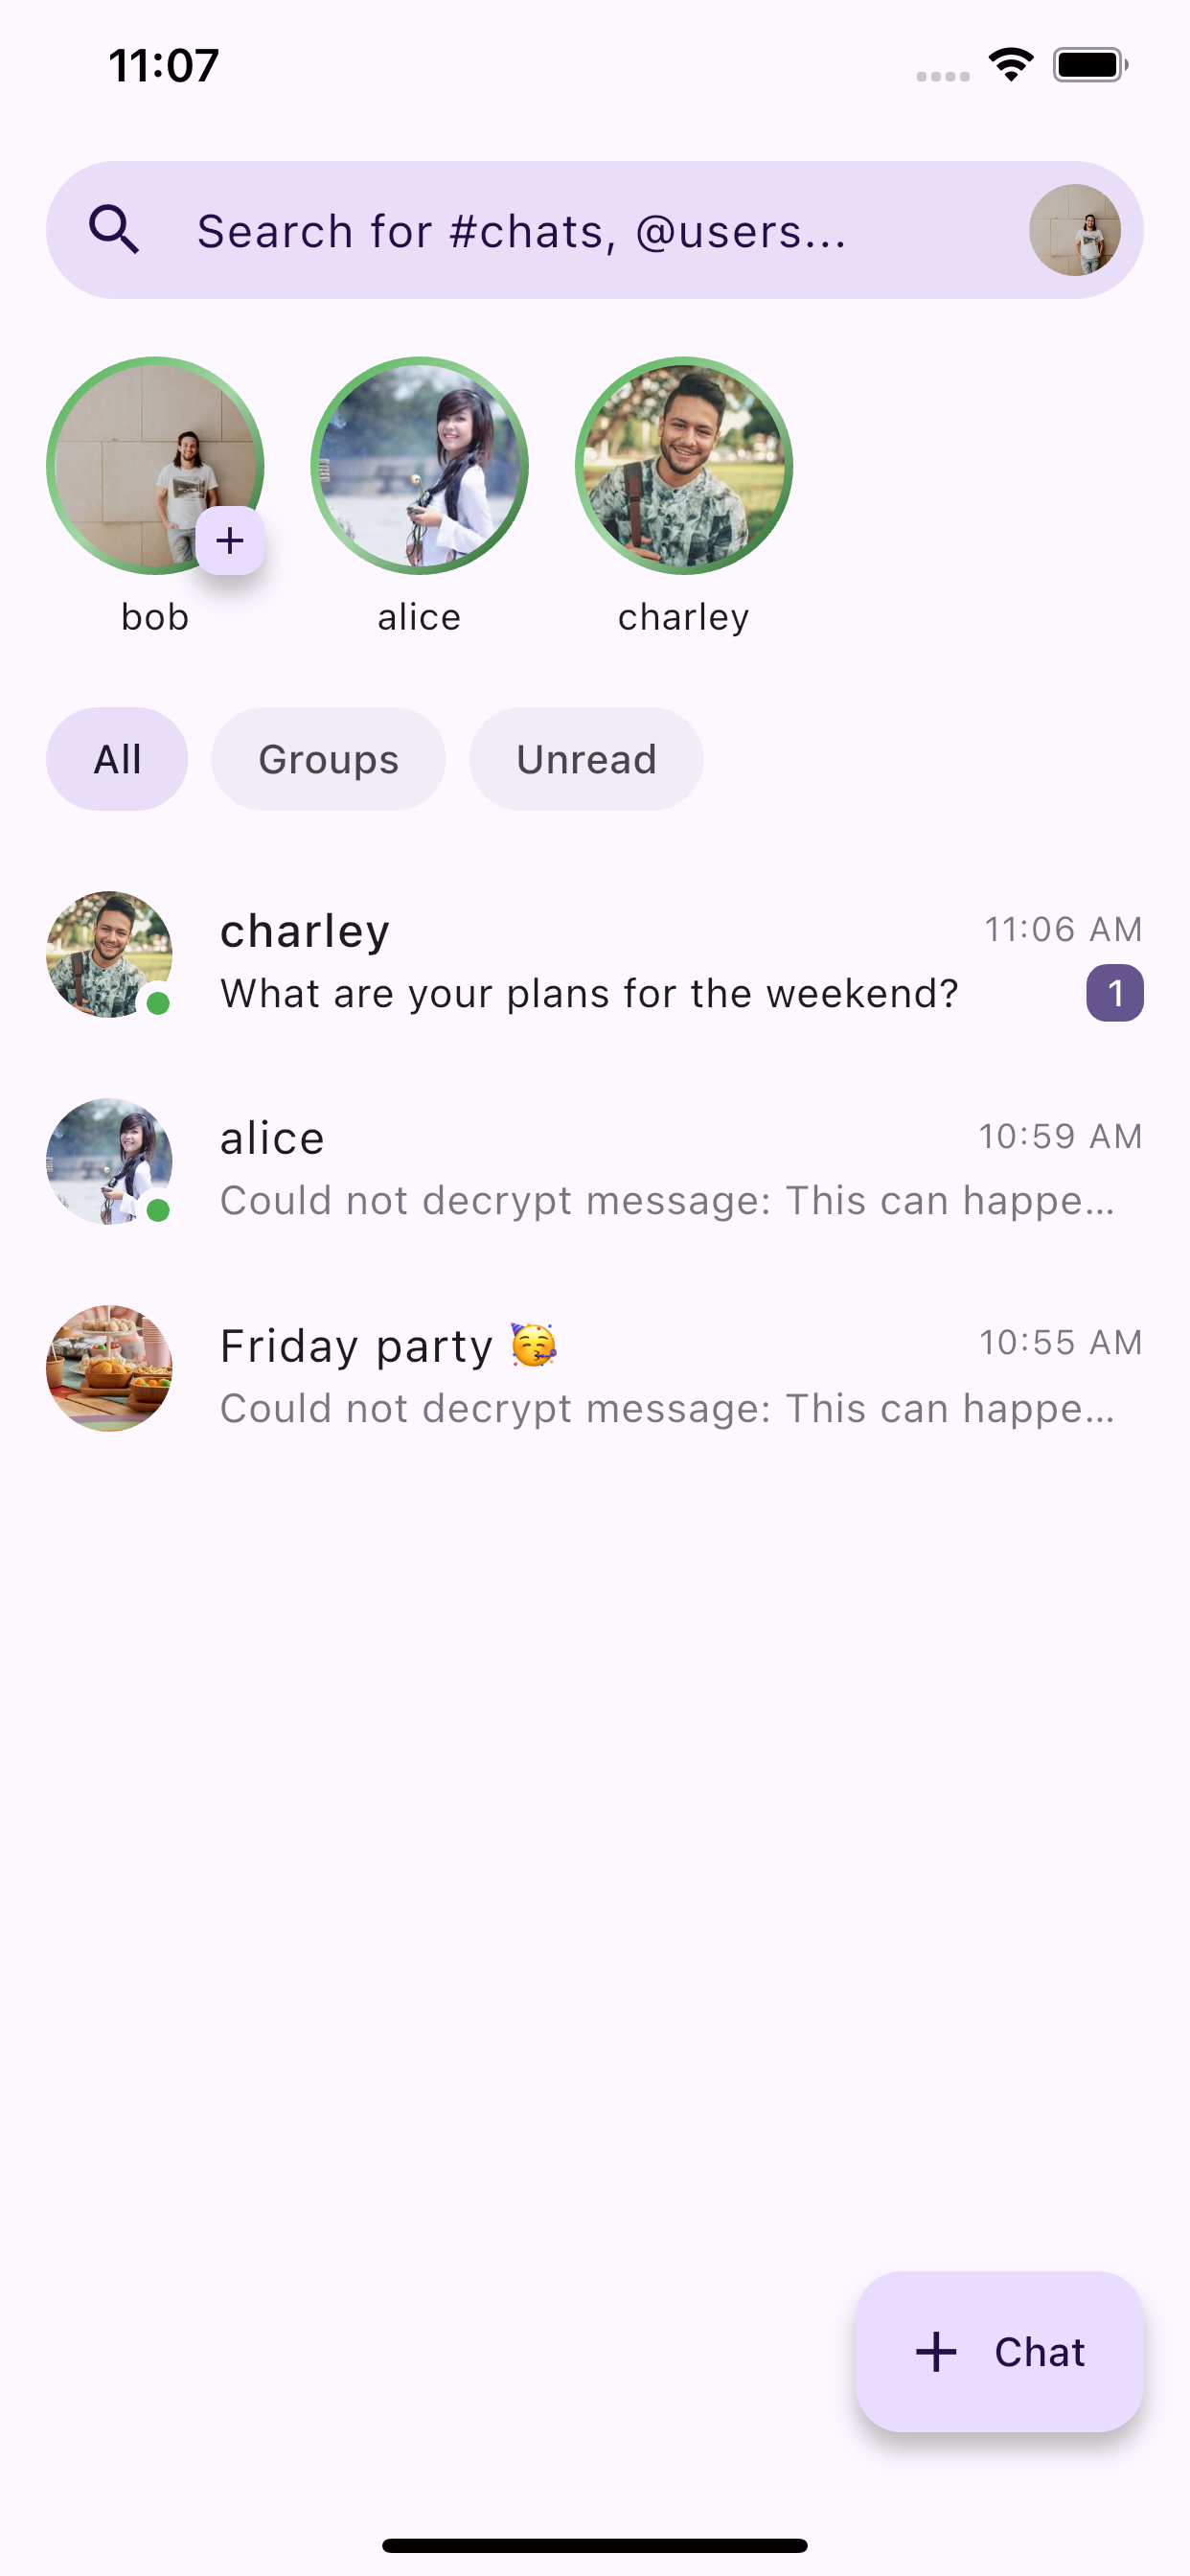 11:07
Search for #chats, @users...
bob
alice
charley
All
Groups
Unread
charley
11:06 AM
What are your plans for the weekend?
1
alice
10:59 AM
Could not decrypt message: This can happe...
Friday party 🥳
10:55 AM
Could not decrypt message: This can happe...
+ Chat